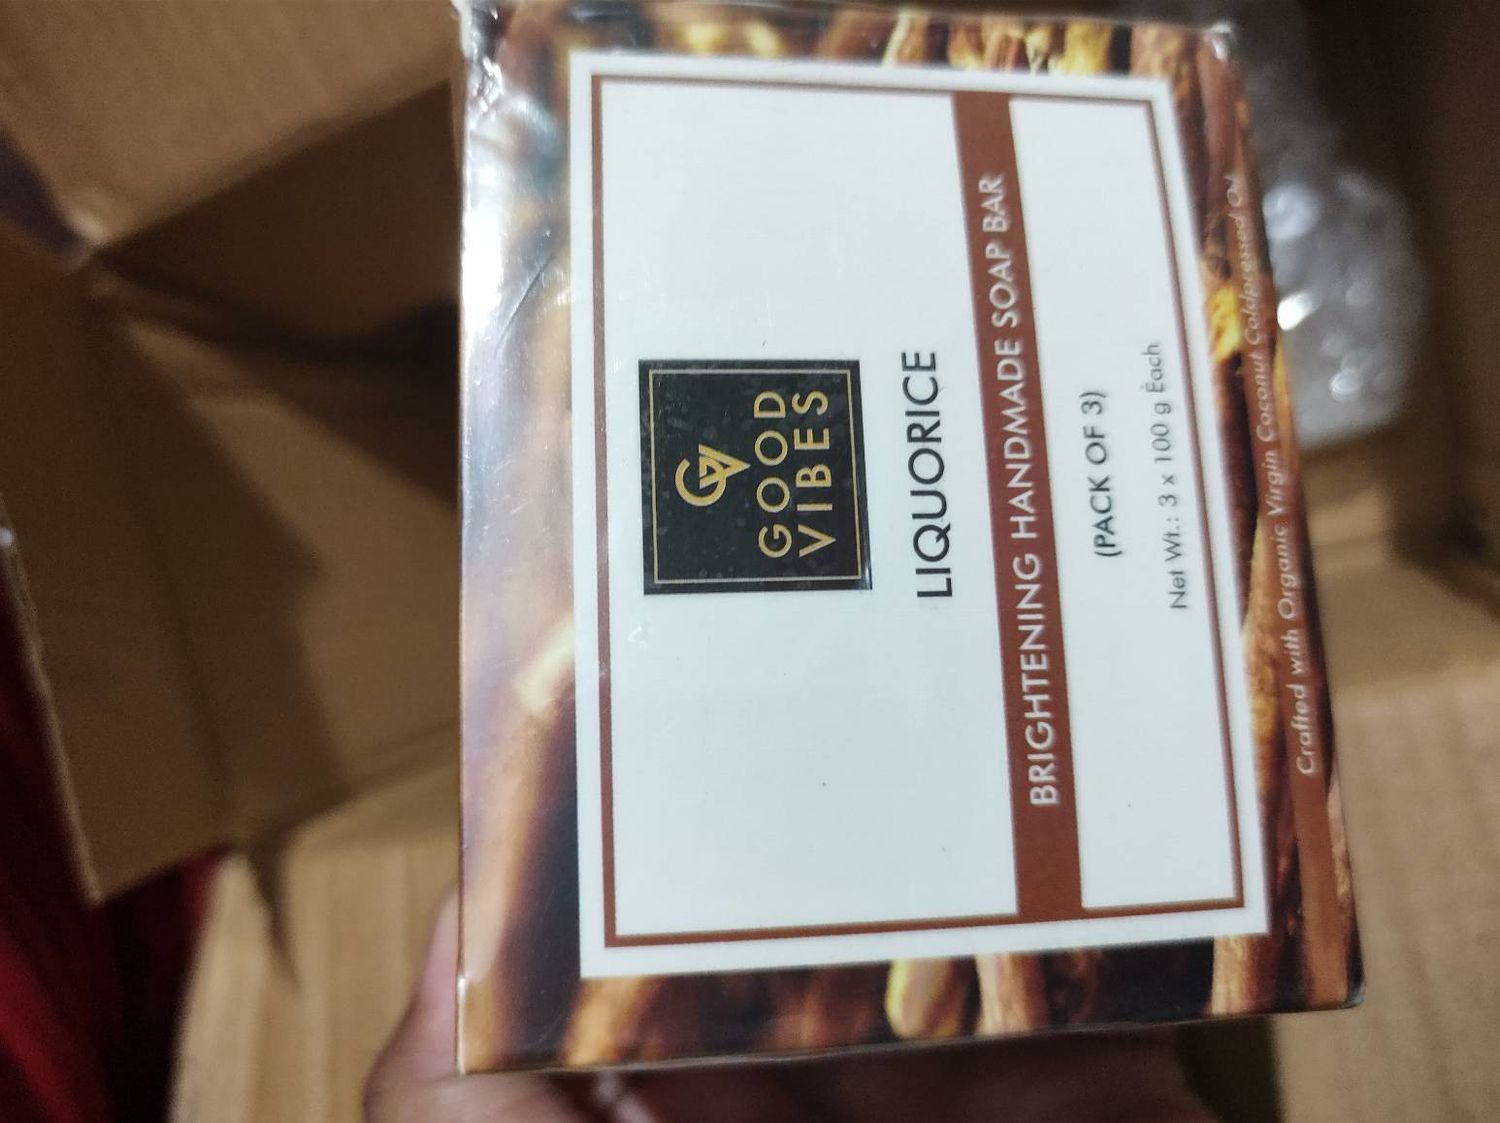 GV
GOOD
VIBES
LIQUORICE
BRIGHTENING HANDMADE SOAP BAR
(PACK OF 3)
Net Wt.: 3 x 100 g Each
Crafted with Organic Virgin Coconut Coldpressed Oil